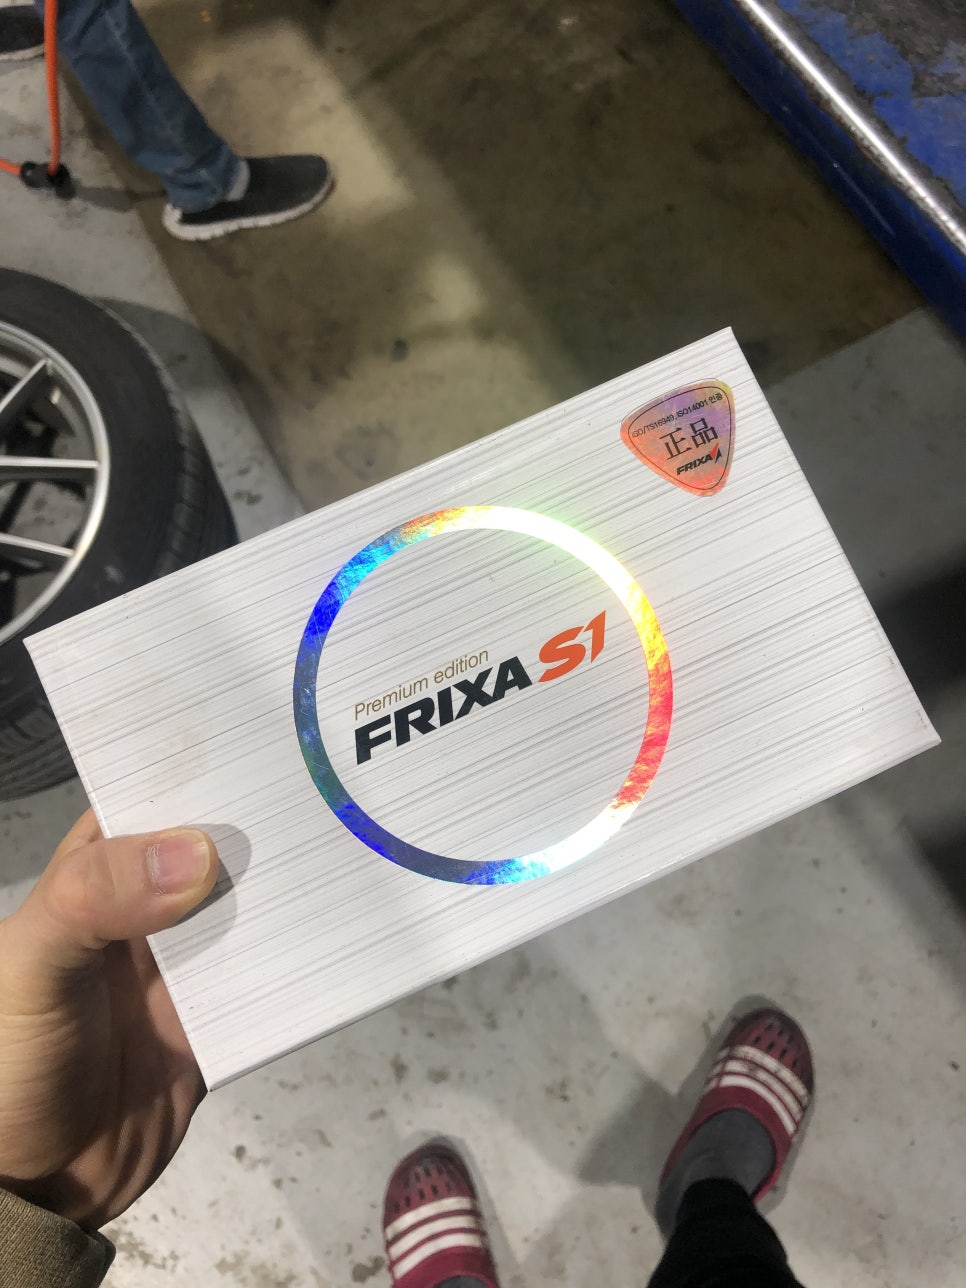 ISO/TS16949, ISO14001 인증
正品
FRIXA
Premium edition
FRIXA S1